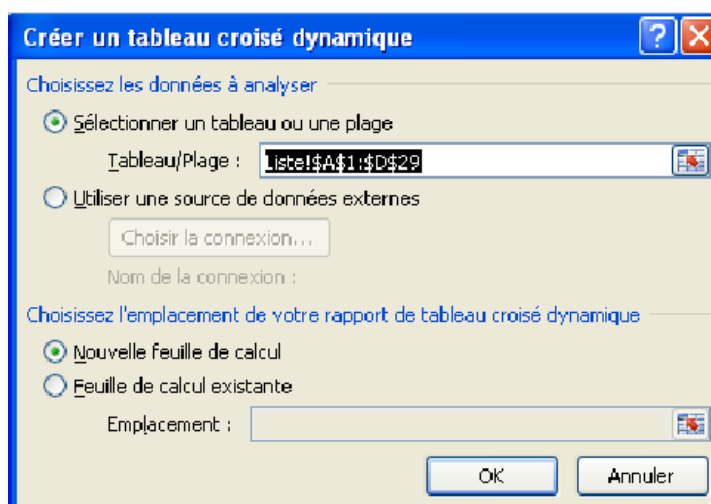 Créer un tableau croisé dynamique
Choisissez les données à analyser
Sélectionner un tableau ou une plage
Tableau/Plage : Liste!$A$1:$D$29
Utiliser une source de données externes
Choisir la connexion...
Nom de la connexion :
Choisissez l'emplacement de votre rapport de tableau croisé dynamique
Nouvelle feuille de calcul
Feuille de calcul existante
Emplacement :
OK Annuler